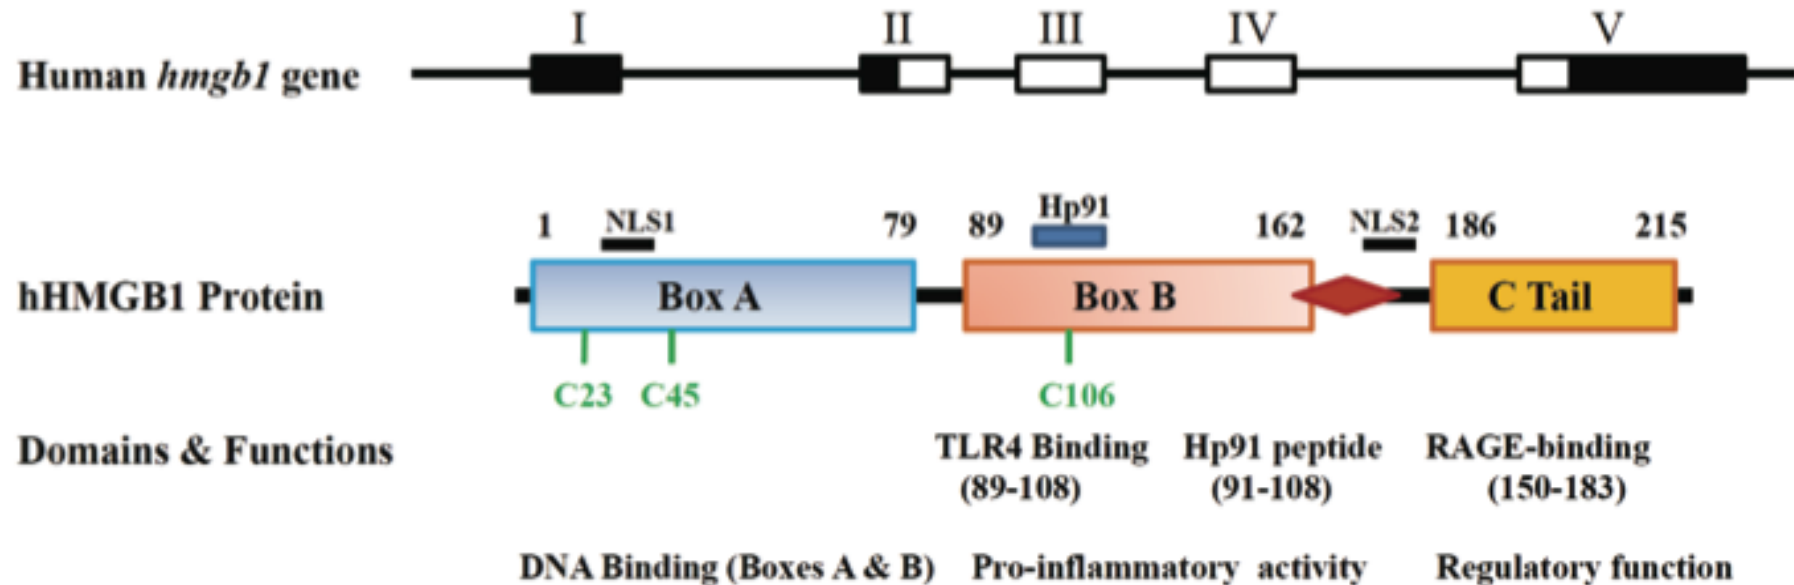 I II III IV V
Human hmgb1 gene
1 NLS1 79 89 Hp91 162 NLS2 186 215
hHMGB1 Protein Box A Box B C Tail
C23 C45 C106
Domains & Functions TLR4 Binding Hp91 peptide RAGE-binding
(89-108) (91-108) (150-183)
DNA Binding (Boxes A & B) Pro-inflammatory activity Regulatory function